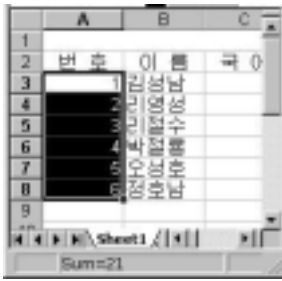 A B C
1
2 번 호 이 름 국 어
3 1 김성남
4 2 리영성
5 3 리철수
6 4 박철룡
7 5 오성호
8 6 정호남
9
Sheet1
Sum=21